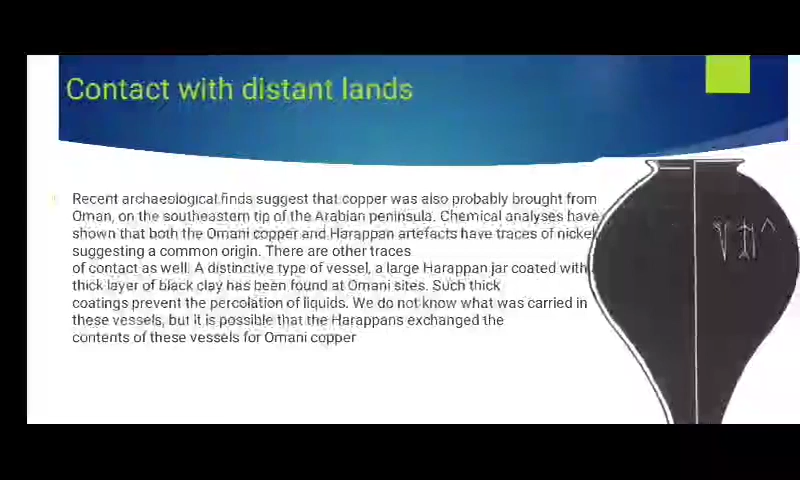 Contact with distant lands
Recent archaeological finds suggest that copper was also probably brought from
Oman, on the southeastern tip of the Arabian peninsula. Chemical analyses have
shown that both the Omani copper and Harappan artefacts have traces of nickel,
suggesting a common origin. There are other traces
of contact as well. A distinctive type of vessel, a large Harappan jar coated with
thick layer of black clay has been found at Omani sites. Such thick
coatings prevent the percolation of liquids. We do not know what was carried in
these vessels, but it is possible that the Harappans exchanged the
contents of these vessels for Omani copper